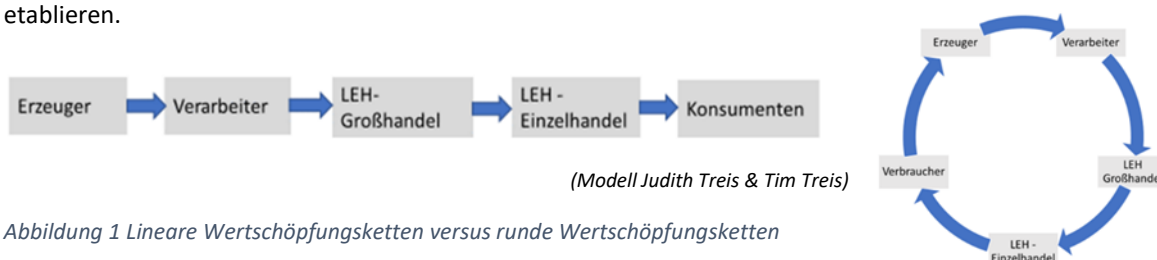 etablieren.
Erzeuger
Verarbeiter
LEH-
Großhandel
LEH -
Einzelhandel
Konsumenten
(Modell Judith Treis & Tim Treis)
Abbildung 1 Lineare Wertschöpfungsketten versus runde Wertschöpfungsketten
Erzeuger
Verarbeiter
LEH
Großhande
LEH -
Einzelhandel
Verbraucher